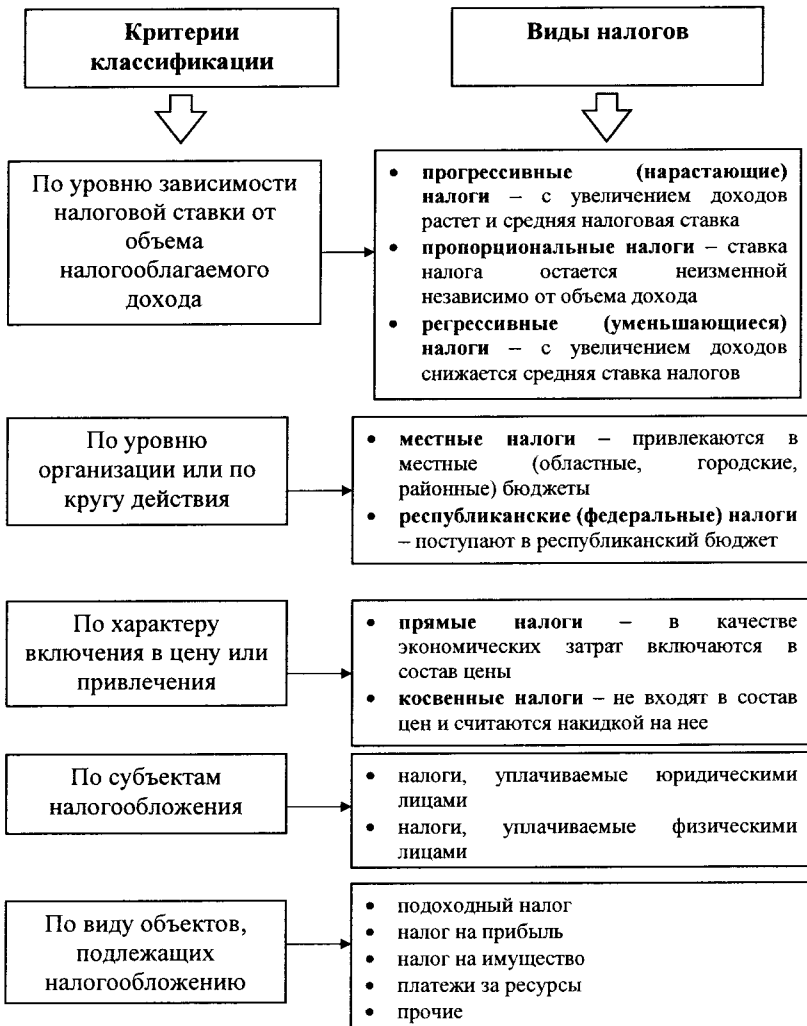 Критерии
классификации
Виды налогов
По уровню зависимости
налоговой ставки от
объема
налогооблагаемого
дохода
• прогрессивные (нарастающие)
налоги – с увеличением доходов
растет и средняя налоговая ставка
• пропорциональные налоги – ставка
налога остается неизменной
независимо от объема дохода
• регрессивные (уменьшающиеся)
налоги – с увеличением доходов
снижается средняя ставка налогов
По уровню
организации или по
кругу действия
• местные налоги – привлекаются в
местные (областные, городские,
районные) бюджеты
• республиканские (федеральные) налоги
– поступают в республиканский бюджет
По характеру
включения в цену или
привлечения
• прямые налоги – в качестве
экономических затрат включаются в
состав цены
• косвенные налоги – не входят в состав
цен и считаются накидкой на нее
По субъектам
налогообложения
• налоги, уплачиваемые юридическими
лицами
• налоги, уплачиваемые физическими
лицами
По виду объектов,
подлежащих
налогообложению
• подоходный налог
• налог на прибыль
• налог на имущество
• платежи за ресурсы
• прочие